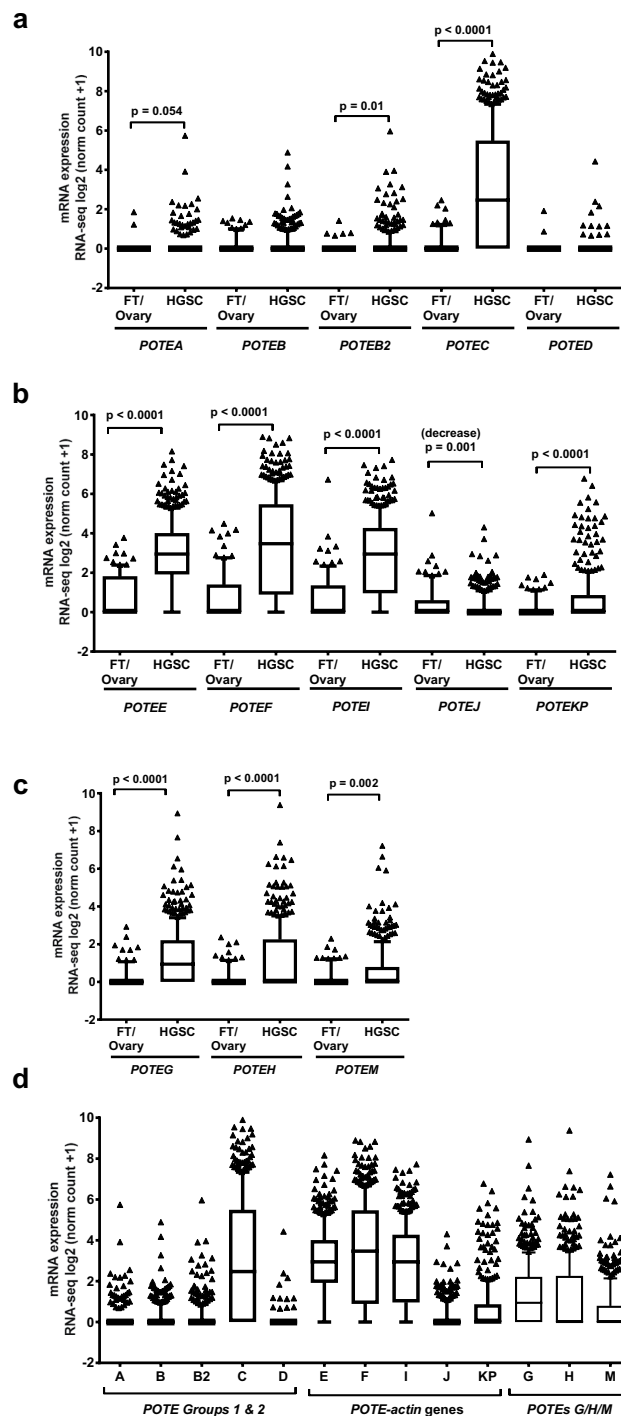 a
p < 0.0001
p = 0.054
p = 0.01
mRNA expression
RNA-seq log2 (norm count +1)
10
8
6
4
2
0
-2
FT/ HGSC FT/ HGSC FT/ HGSC FT/ HGSC FT/ HGSC
Ovary Ovary Ovary Ovary Ovary
POTEA POTEB POTEB2 POTEC POTED
b
p < 0.0001 p < 0.0001 p < 0.0001 (decrease) p = 0.001 p < 0.0001
mRNA expression
RNA-seq log2 (norm count +1)
10
8
6
4
2
0
-2
FT/ HGSC FT/ HGSC FT/ HGSC FT/ HGSC FT/ HGSC
Ovary Ovary Ovary Ovary Ovary
POTEE POTEF POTEI POTEJ POTEKP
c
p < 0.0001 p < 0.0001 p = 0.002
mRNA expression
RNA-seq log2 (norm count +1)
10
8
6
4
2
0
-2
FT/ HGSC FT/ HGSC FT/ HGSC
Ovary Ovary Ovary
POTEG POTEH POTEM
d
mRNA expression
RNA-seq log2 (norm count +1)
10
8
6
4
2
0
-2
A B B2 C D E F I J KP G H M
POTE Groups 1 & 2 POTE-actin genes POTEs G/H/M